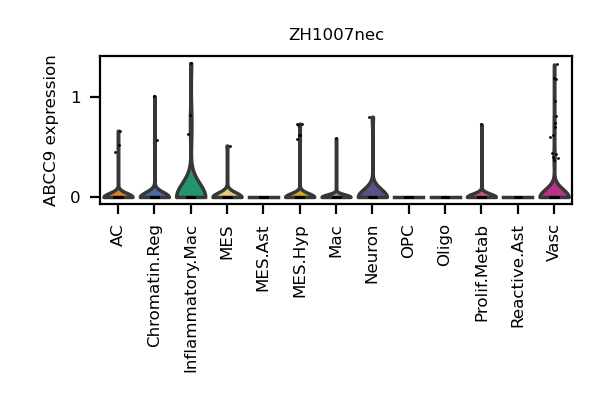 ZH1007nec
ABCC9 expression
1
0
AC
Chromatin.Reg
Inflammatory.Mac
MES
MES.Ast
MES.Hyp
Mac
Neuron
OPC
Oligo
Prolif.Metab
Reactive.Ast
Vasc